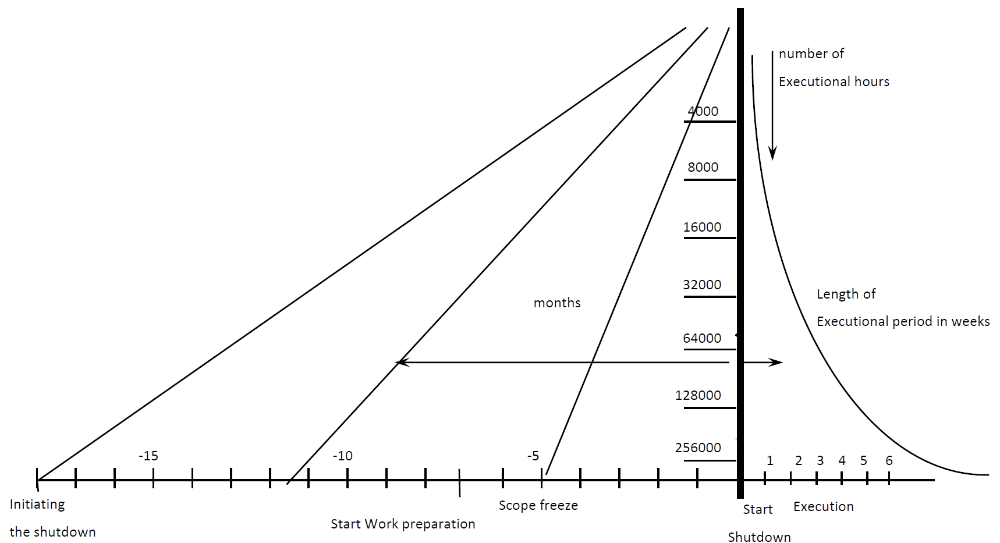 number of
Executional hours
4000
8000
16000
32000
Length of
months
Executional period in weeks
64000
128000
256000
-15
-10
-5
1 2 3 4 5 6
Initiating
the shutdown
Start Work preparation
Scope freeze
Start
Shutdown
Execution